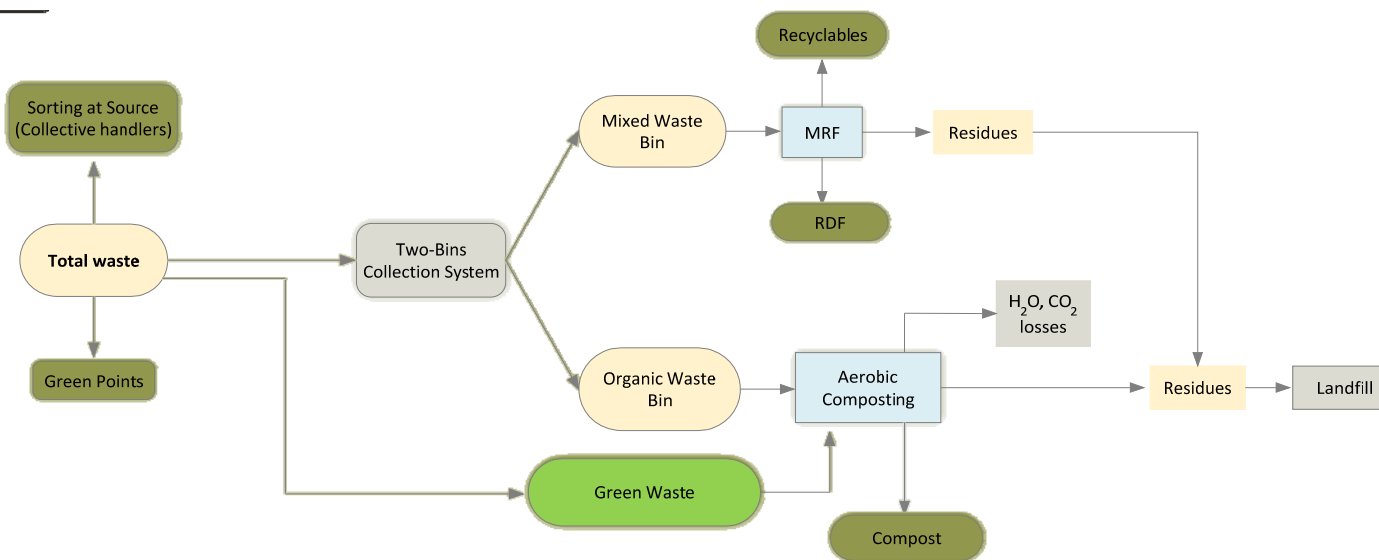 Recyclables
Sorting at Source
(Collective handlers)
Mixed Waste
Bin
MRF
Residues
RDF
Total waste
Two-Bins
Collection System
H₂O, CO₂
losses
Green Points
Organic Waste
Bin
Aerobic
Composting
Residues
Landfill
Green Waste
Compost